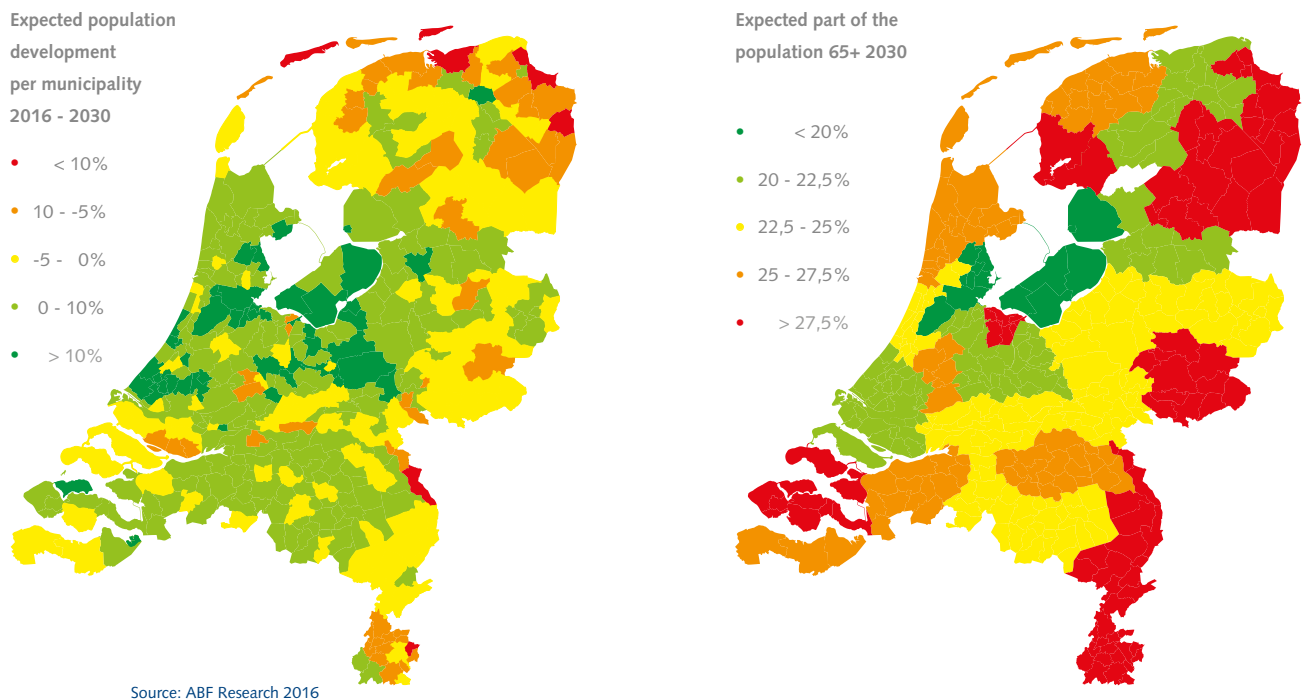 Expected population
development
per municipality
2016 - 2030
< 10%
10 - -5%
-5 - 0%
0 - 10%
> 10%
Source: ABF Research 2016
Expected part of the
population 65+ 2030
< 20%
20 - 22,5%
22,5 - 25%
25 - 27,5%
> 27,5%